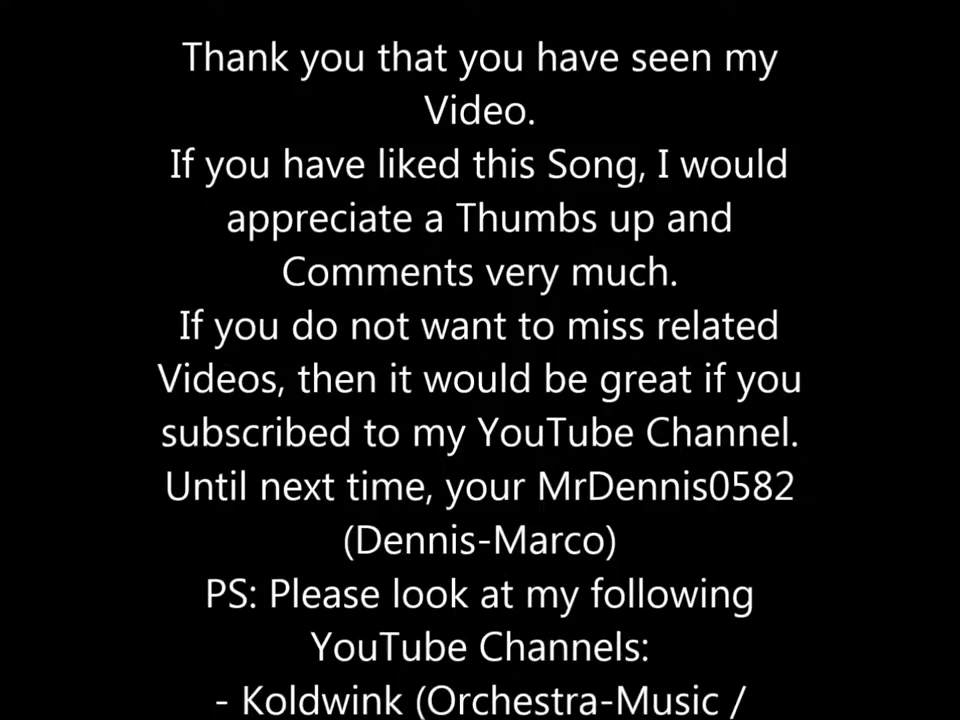 Thank you that you have seen my
Video.
If you have liked this Song, I would
appreciate a Thumbs up and
Comments very much.
If you do not want to miss related
Videos, then it would be great if you
subscribed to my YouTube Channel.
Until next time, your MrDennis0582
(Dennis-Marco)
PS: Please look at my following
YouTube Channels:
- Koldwink (Orchestra-Music /